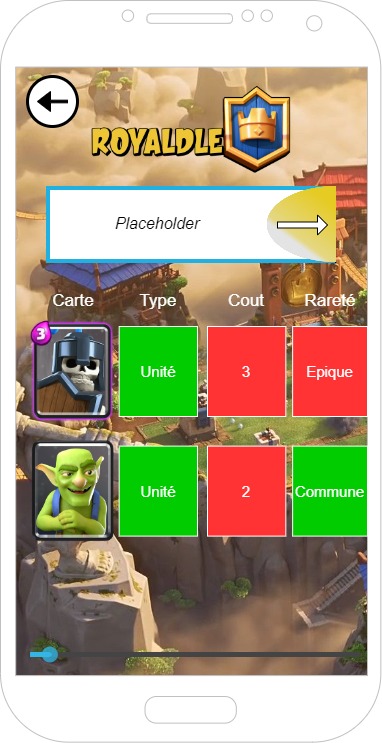 ROYALDLE
Placeholder
Carte Type Cout Rareté
3
Unité 3 Epique
Unité 2 Commune